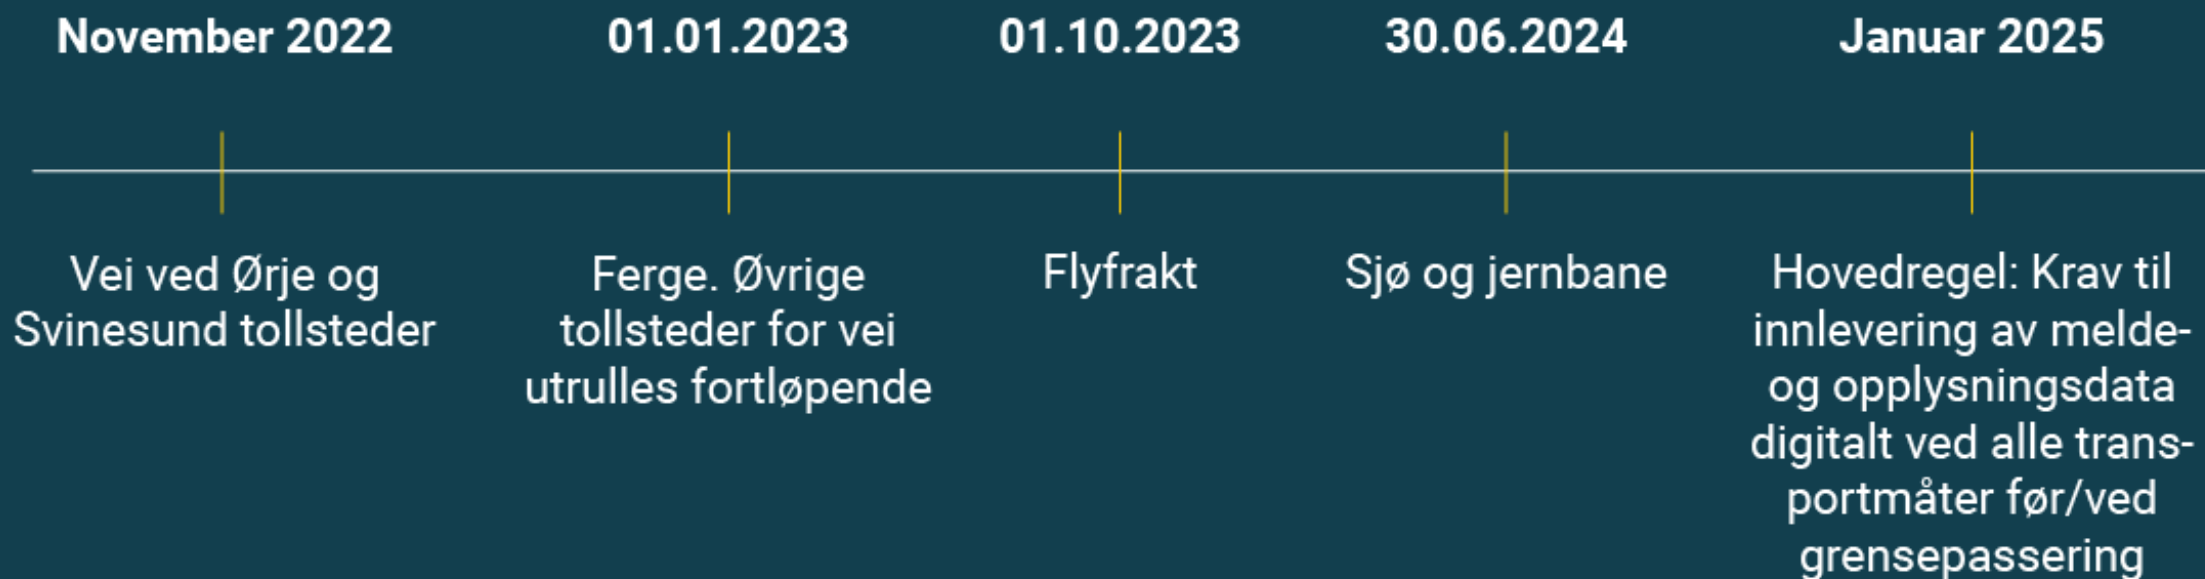 November 2022
Vei ved Ørje og
Svinesund tollsteder
01.01.2023
Ferge. Øvrige
tollsteder for vei
utrulles fortløpende
01.10.2023
Flyfrakt
30.06.2024
Sjø og jernbane
Januar 2025
Hovedregel: Krav til
innlevering av melde-
og opplysningsdata
digitalt ved alle trans-
portmåter før/ved
grensepassering